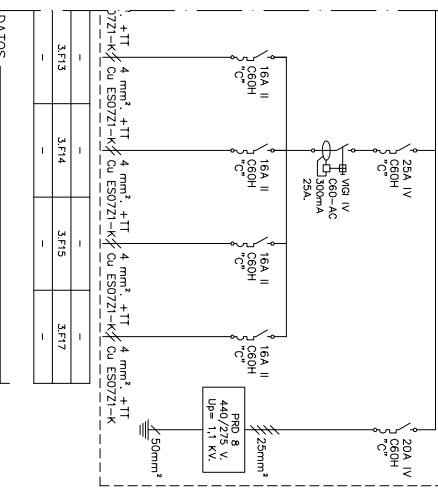 25A IV
C60H
"C"
20A IV
C60H
"C"
VIGI IV
C60-AC
300mA
25A.
16A II
C60H
"C"
16A II
C60H
"C"
16A II
C60H
"C"
16A II
C60H
"C"
25mm²
PRD 8
440/275 V.
Up= 1,1 KV.
50mm²
. +TT
07Z1-K
4 mm². +TT
Cu ES07Z1-K
4 mm². +TT
Cu ES07Z1-K
4 mm². +TT
Cu ES07Z1-K
4 mm². +TT
Cu ES07Z1-K
- - - -
3.F13 3.F14 3.F15 3.F17
- - - -
DATOS